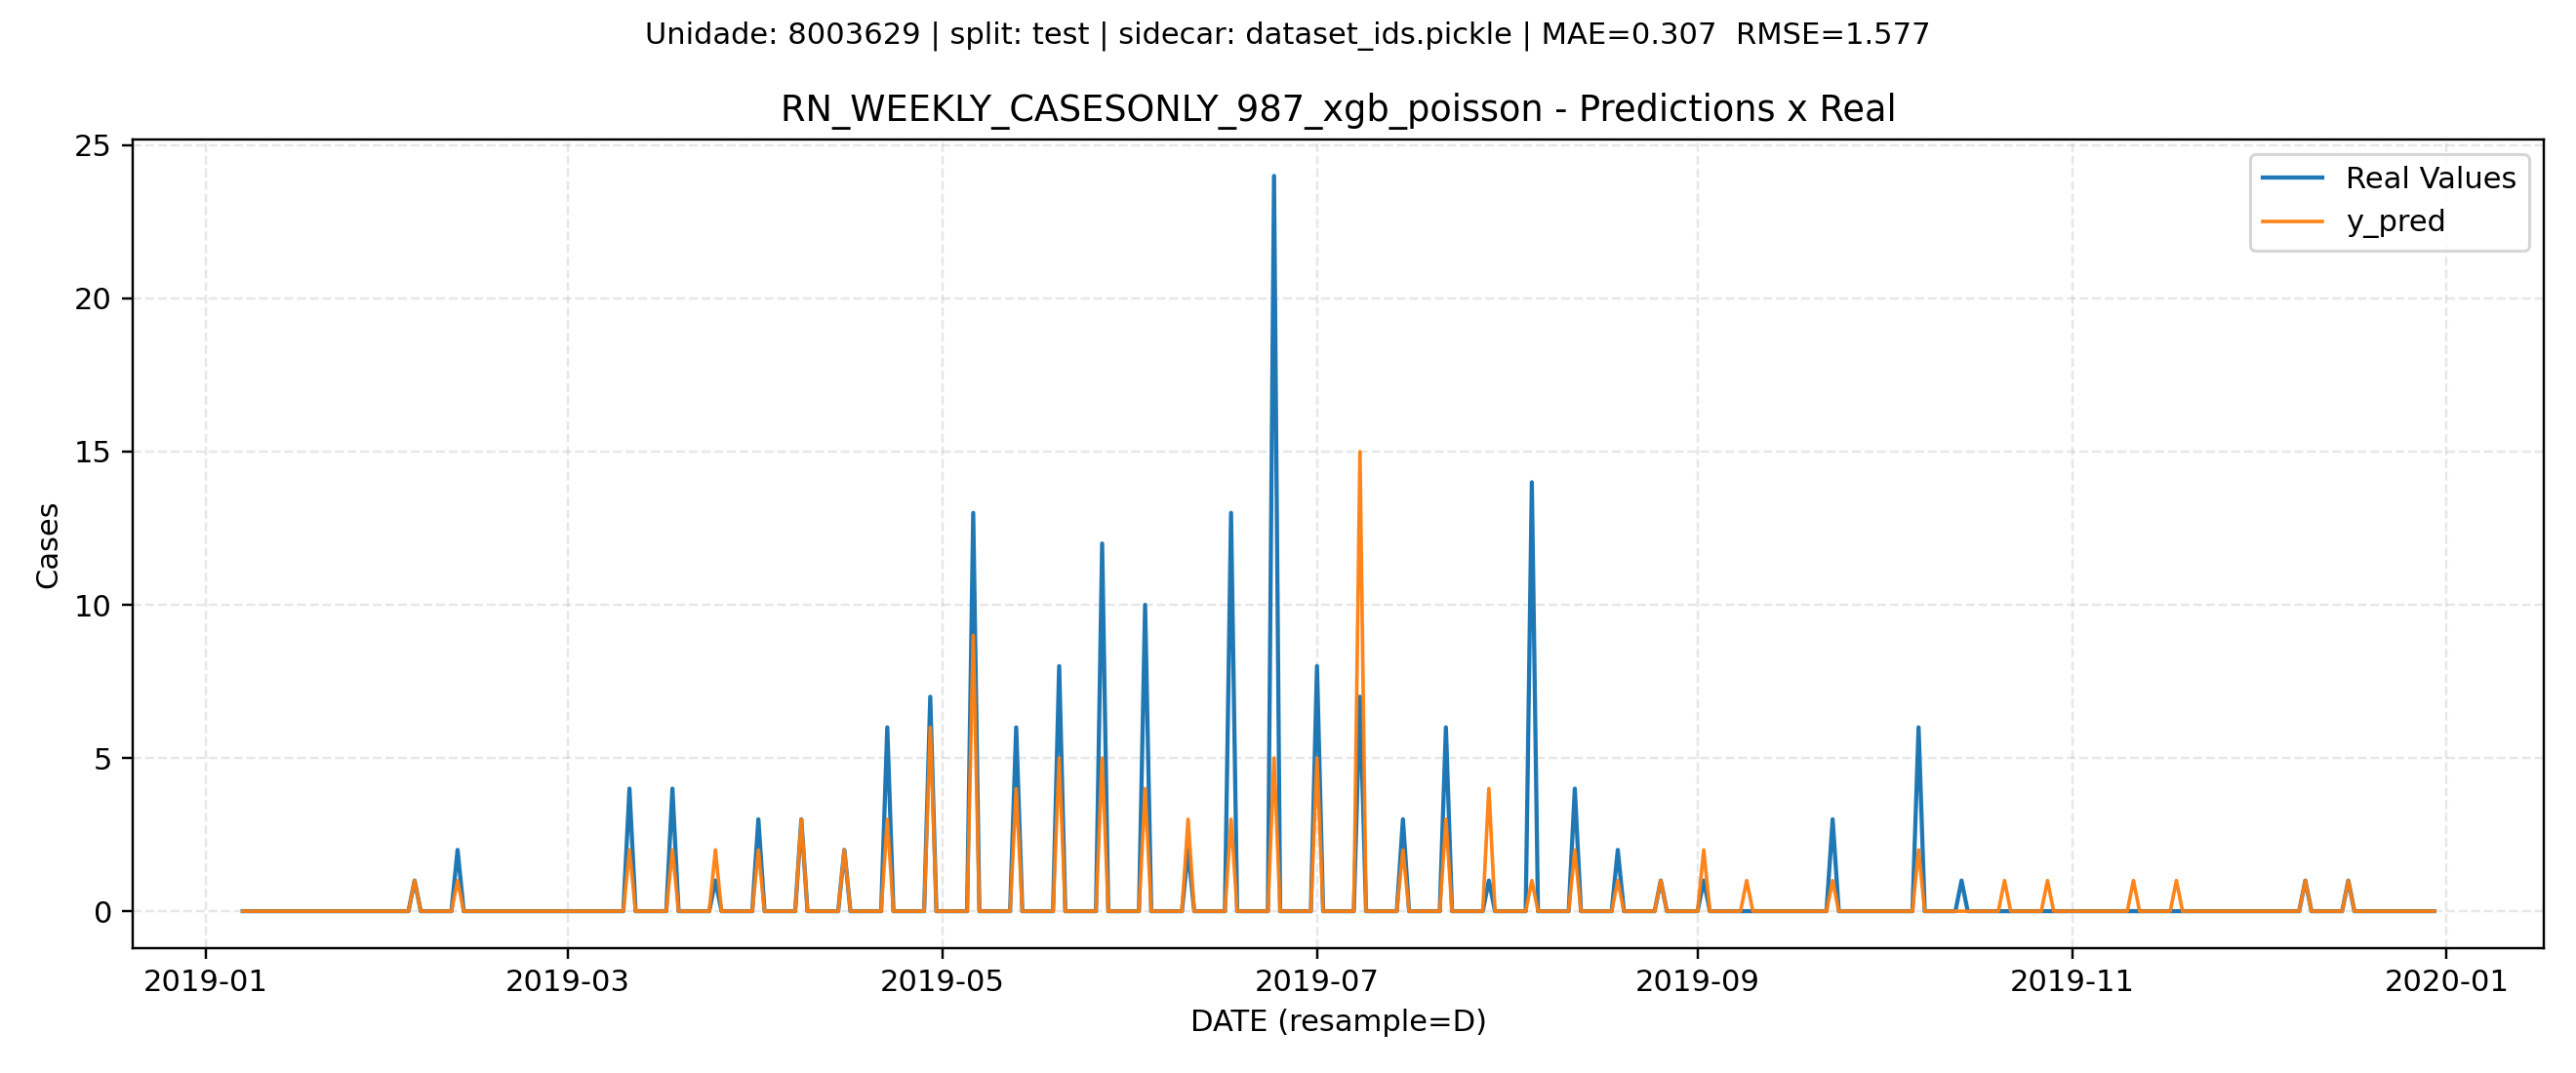 Unidade: 8003629 | split: test | sidecar: dataset_ids.pickle | MAE=0.307  RMSE=1.577
RN_WEEKLY_CASESONLY_987_xgb_poisson - Predictions x Real
Real Values
y_pred
Cases
25
20
15
10
5
0
2019-01
2019-03
2019-05
2019-07
2019-09
2019-11
2020-01
DATE (resample=D)